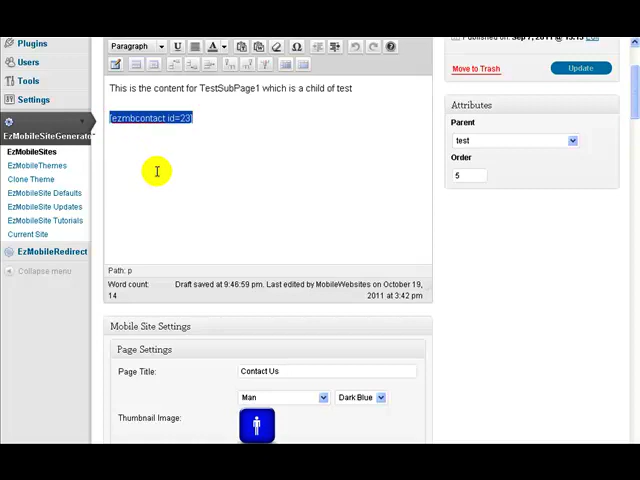 Plugins
Users
Tools
Settings
EzMobileSiteGenerator
EzMobileSites
EzMobileThemes
Clone Theme
EzMobileSite Defaults
EzMobileSite Updates
EzMobileSite Tutorials
Current Site
EzMobileRedirect
Collapse menu
Paragraph
This is the content for TestSubPage1 which is a child of test
[ezmbcontact id=23]
Path: p
Word count:
14
Draft saved at 9:46:59 pm. Last edited by MobileWebsites on October 19,
2011 at 3:42 pm
Mobile Site Settings
Page Settings
Page Title:
Contact Us
Man
Dark Blue
Thumbnail Image:
Move to Trash
Update
Attributes
Parent
test
Order
5